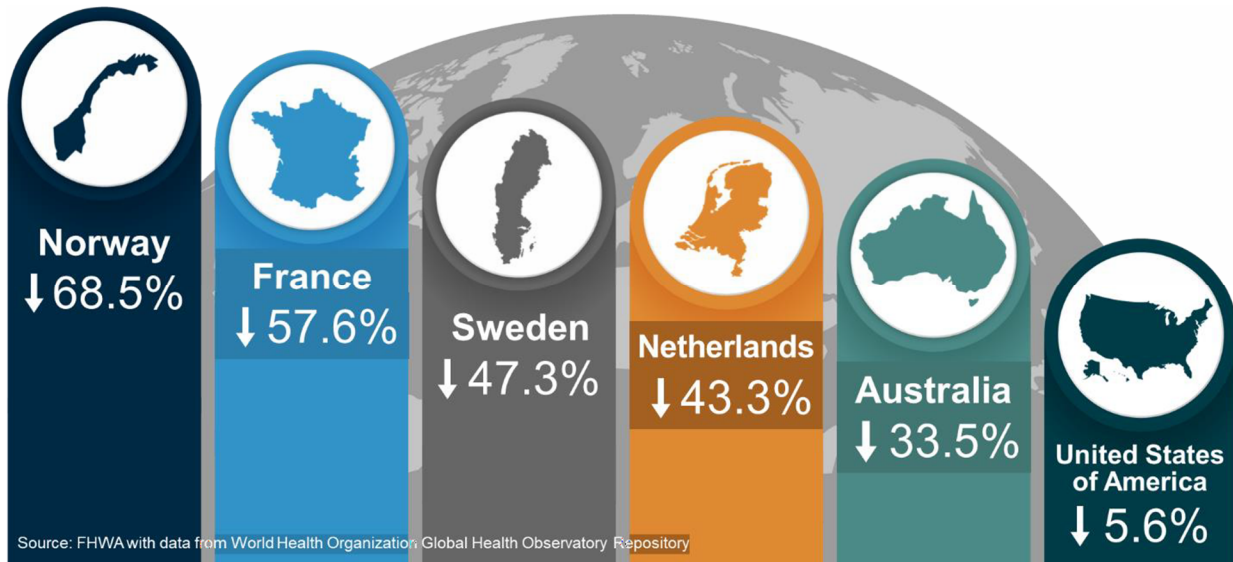 Norway
↓68.5%
France
↓57.6%
Sweden
↓47.3%
Netherlands
↓43.3%
Australia
↓33.5%
United States
of America
↓5.6%
Source: FHWA with data from World Health Organization Global Health Observatory Repository